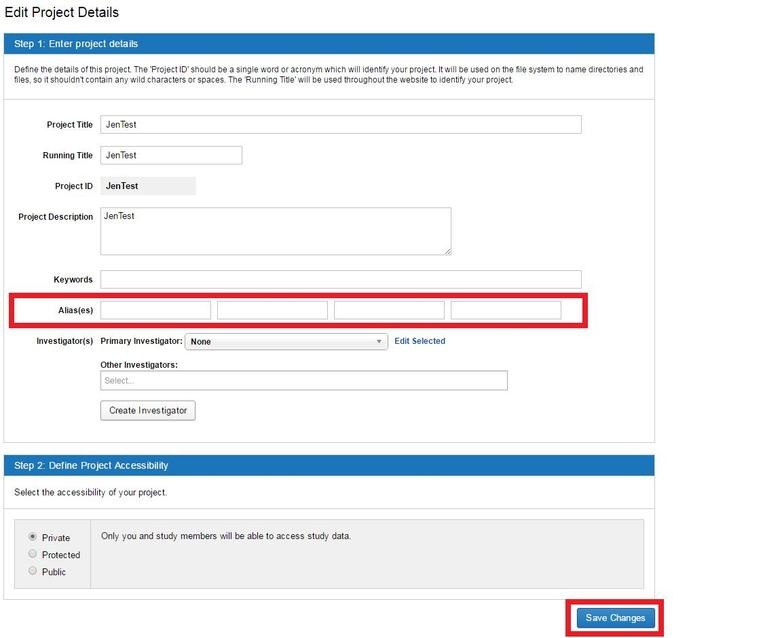 Edit Project Details
Step 1: Enter project details
Define the details of this project. The 'Project ID' should be a single word or acronym which will identify your project. It will be used on the file system to name directories and
files, so it shouldn't contain any wild characters or spaces. The 'Running Title' will be used throughout the website to identify your project.
Project Title JenTest
Running Title JenTest
Project ID JenTest
Project Description JenTest
Keywords
Alias(es)
Investigator(s) Primary Investigator: None Edit Selected
Other Investigators:
Select...
Create Investigator
Step 2: Define Project Accessibility
Select the accessibility of your project.
Private Only you and study members will be able to access study data.
Protected
Public
Save Changes